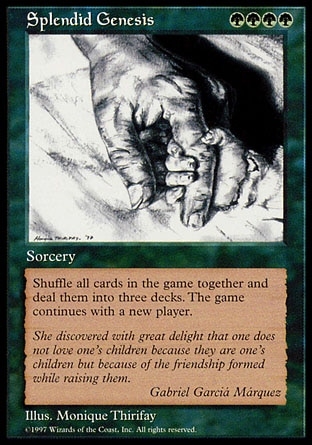 Splendid Genesis
Sorcery
Shuffle all cards in the game together and
deal them into three decks. The game
continues with a new player.
She discovered with great delight that one does
not love one's children because they are one's
children but because of the friendship formed
while raising them.
Gabriel Garciá Márquez
Illus. Monique Thirifay
©1997 Wizards of the Coast, Inc. All rights reserved.